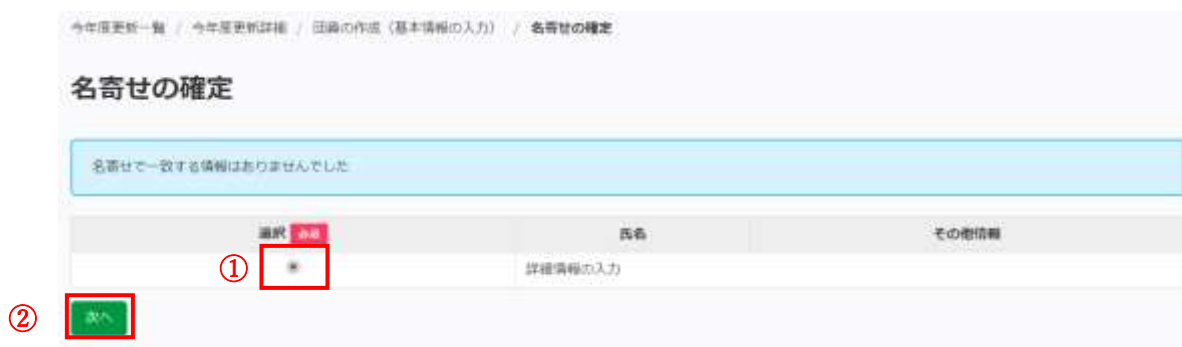 今年度更新一覧 / 今年度更新詳細 / 団員の作成(基本情報の入力) / 名寄せの確定
名寄せの確定
名寄せで一致する情報はありませんでした
選択 必須 氏名 その他情報
① 詳細情報の入力
② 次へ